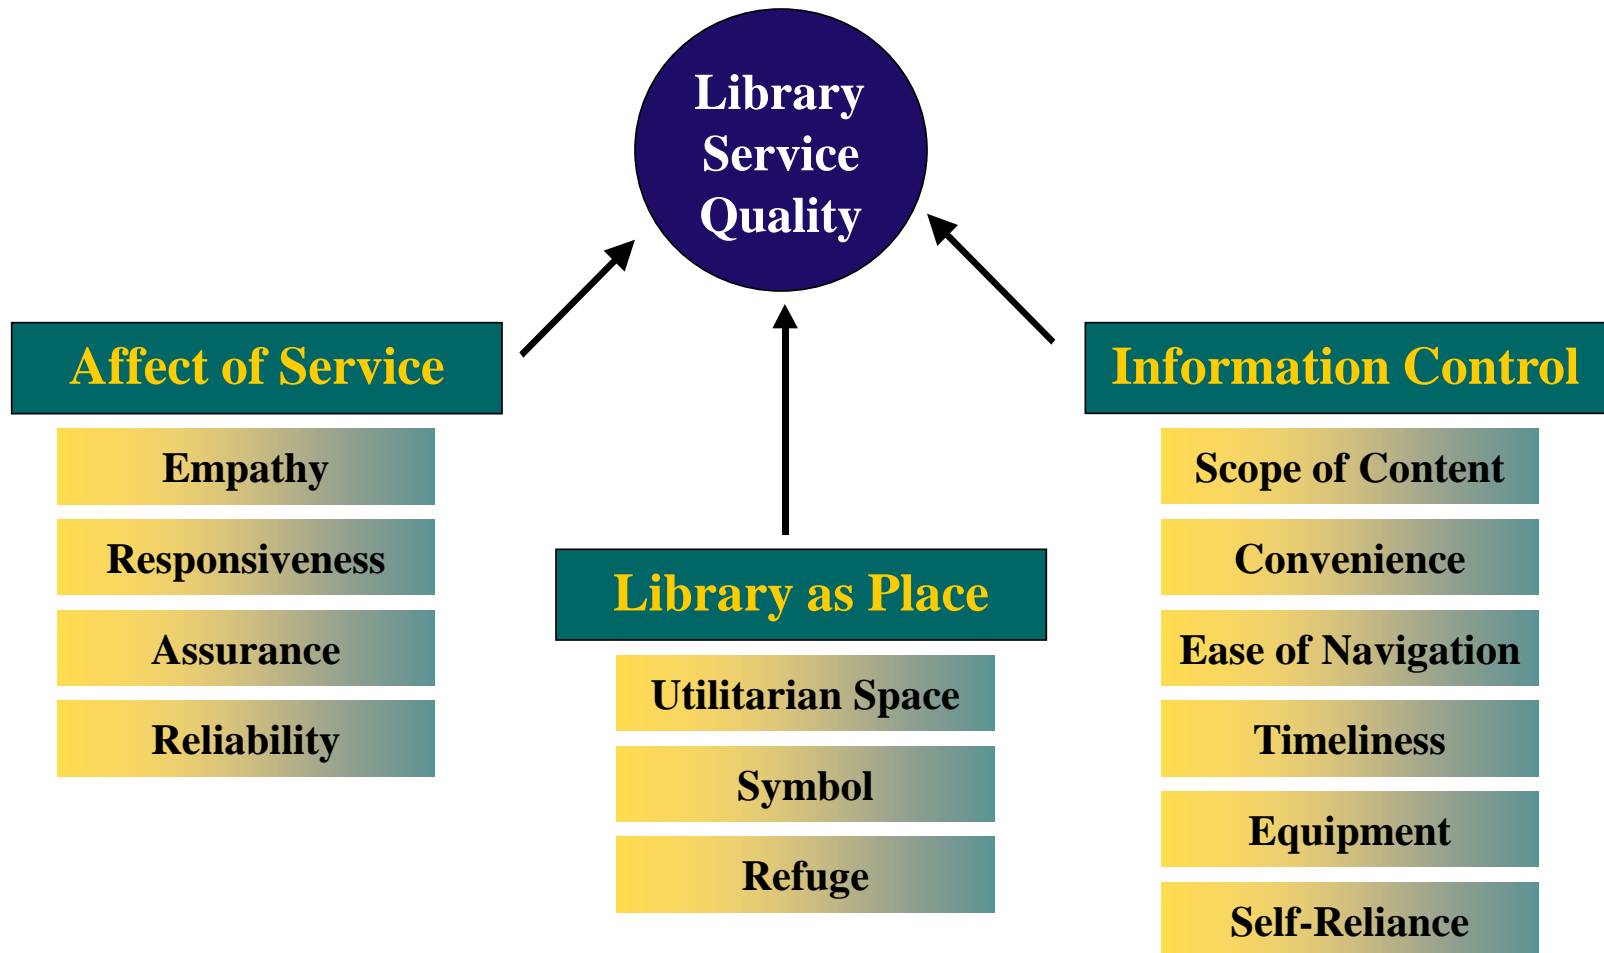 Library
Service
Quality
Affect of Service
Empathy
Responsiveness
Assurance
Reliability
Library as Place
Utilitarian Space
Symbol
Refuge
Information Control
Scope of Content
Convenience
Ease of Navigation
Timeliness
Equipment
Self-Reliance